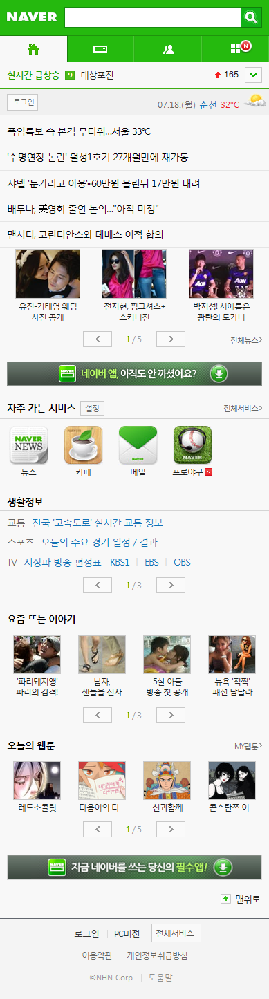 NAVER
N
실시간 급상승 9 대상포진 165
로그인 07.18.(월) 춘천 32℃
폭염특보 속 본격 무더위...서울 33℃
'수명연장 논란' 월성1호기 27개월만에 재가동
샤넬 '눈가리고 아웅'…60만원 올린뒤 17만원 내려
배두나, 美영화 출연 논의..."아직 미정"
맨시티, 코린티안스와 테베스 이적 합의
유진-기태영 웨딩
사진 공개
전지현, 핑크셔츠+
스키니진
박지성! 시애틀은
광란의 도가니
< 1/5 > 전체뉴스>
네이버 앱, 아직도 안 까셨어요?
자주 가는 서비스 설정 전체서비스>
NAVER
NEWS
NAVER
NAVER
뉴스 카페 메일 프로야구 N
생활정보
교통 전국 '고속도로' 실시간 교통 정보
스포츠 오늘의 주요 경기 일정 / 결과
TV 지상파 방송 편성표 - KBS1 | EBS | OBS
< 1/3 >
요즘 뜨는 이야기
'파리돼지앵'
파리의 감격!
남자,
샌들을 신자
5살 아들
방송 첫 공개
뉴욕 '직찍'
패션 남달라
< 1/3 >
오늘의 웹툰 MY웹툰>
레드초콜릿 다욤이의 다... 신과함께 콘스탄쯔 이...
< 1/5 >
지금 네이버를 쓰는 당신의 필수앱!
맨위로
로그인 | PC버전 전체서비스
이용약관 | 개인정보취급방침
©NHN Corp. | 도움말